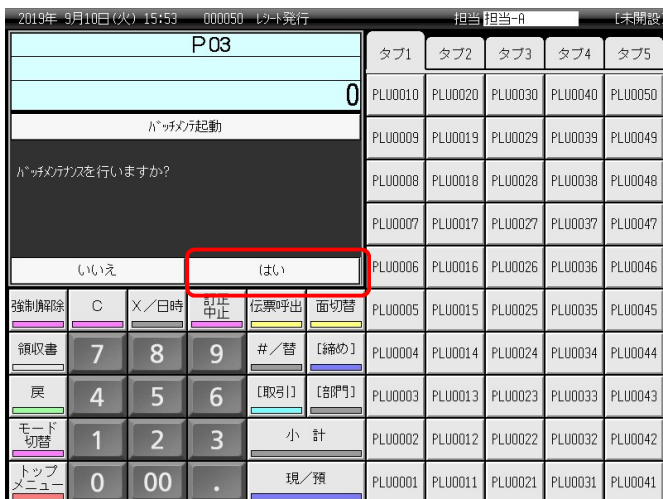 2019年 9月10日(火) 15:53 000050 ﾚｼｰﾄ発行 担当 担当-A [未開設
P03
0
ﾊﾞｯﾁﾒﾝﾃ起動
ﾊﾞｯﾁﾒﾝﾃﾅﾝｽを行いますか?
いいえ はい
タブ1 タブ2 タブ3 タブ4 タブ5
PLU0010 PLU0020 PLU0030 PLU0040 PLU0050
PLU0009 PLU0019 PLU0029 PLU0039 PLU0049
PLU0008 PLU0018 PLU0028 PLU0038 PLU0048
PLU0007 PLU0017 PLU0027 PLU0037 PLU0047
PLU0006 PLU0016 PLU0026 PLU0036 PLU0046
PLU0005 PLU0015 PLU0025 PLU0035 PLU0045
PLU0004 PLU0014 PLU0024 PLU0034 PLU0044
PLU0003 PLU0013 PLU0023 PLU0033 PLU0043
PLU0002 PLU0012 PLU0022 PLU0032 PLU0042
PLU0001 PLU0011 PLU0021 PLU0031 PLU0041
強制解除 C X/日時 訂正 伝票呼出 面切替
中止
領収書 7 8 9 #/替 [締め]
戻 4 5 6 [取引] [部門]
モード 1 2 3 小 計
切替
トップ 0 00 . 現/預
メニュー